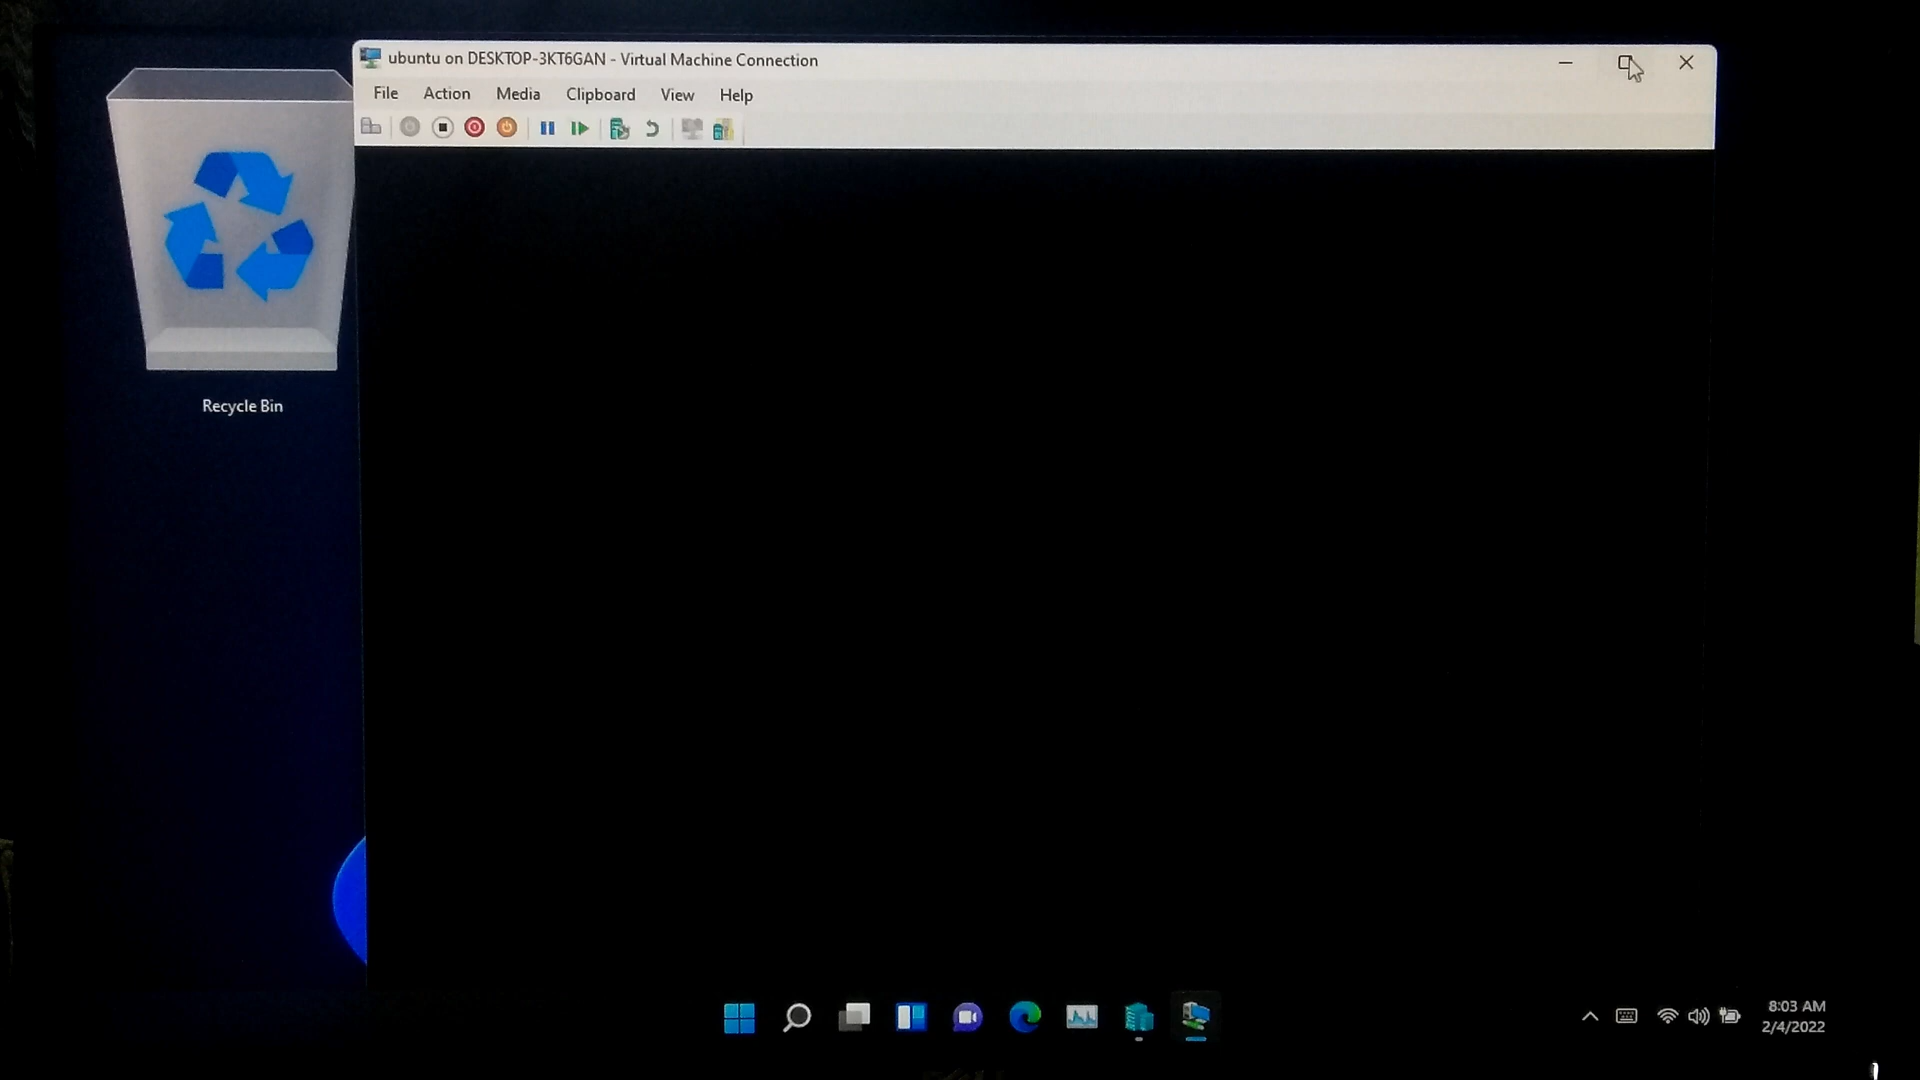 ubuntu on DESKTOP-3KT6GAN - Virtual Machine Connection
File Action Media Clipboard View Help
Recycle Bin
8:03 AM
2/4/2022